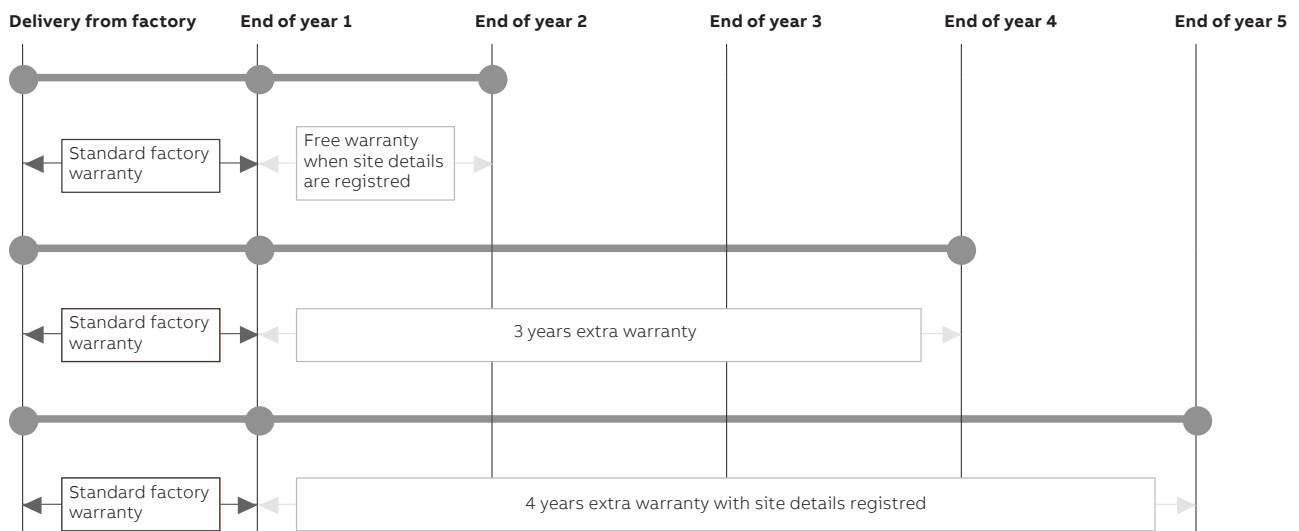 Delivery from factory
End of year 1
End of year 2
End of year 3
End of year 4
End of year 5
Standard factory
warranty
Free warranty
when site details
are registred
Standard factory
warranty
3 years extra warranty
Standard factory
warranty
4 years extra warranty with site details registred